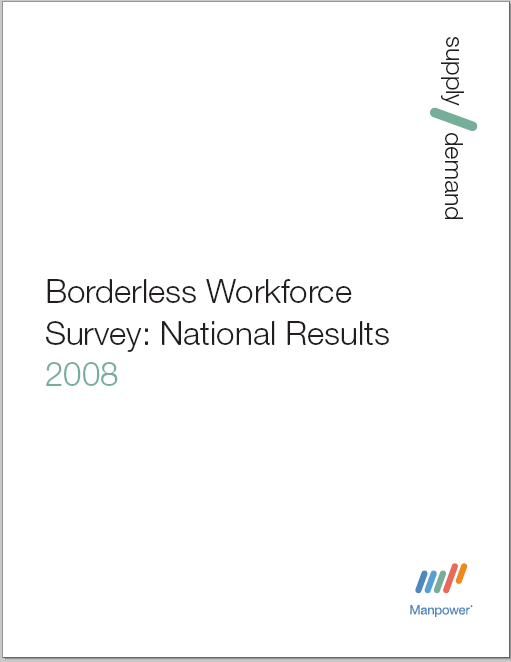 supply / demand
Borderless Workforce
Survey: National Results
2008
Manpower